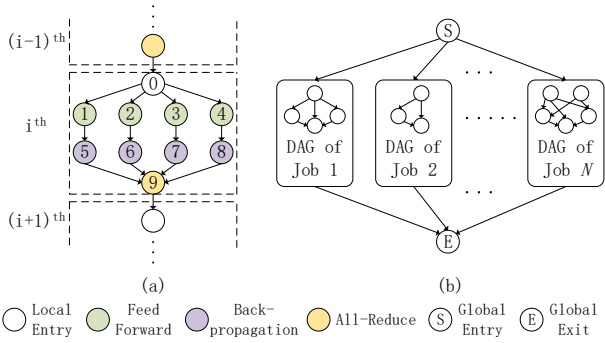 (i-1)th
0
1 2 3 4
ith
5 6 7 8
9
(i+1)th
(a)
S
DAG of
Job 1
DAG of
Job 2
DAG of
Job N
E
(b)
Local
Entry
Feed
Forward
Back-
propagation
All-Reduce
S
Global
Entry
E
Global
Exit